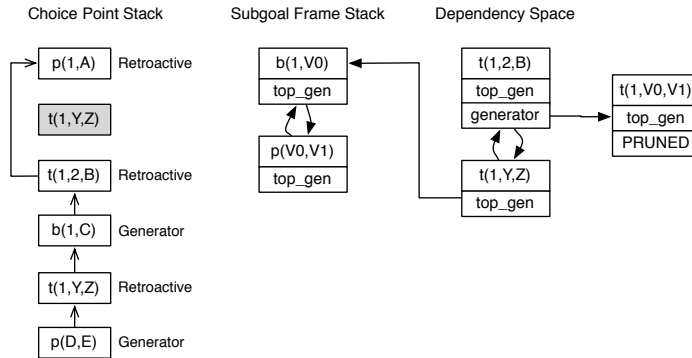 Choice Point Stack
Subgoal Frame Stack
Dependency Space
p(1,A)
Retroactive
t(1,Y,Z)
t(1,2,B)
Retroactive
b(1,C)
Generator
t(1,Y,Z)
Retroactive
p(D,E)
Generator
b(1,V0)
top_gen
p(V0,V1)
top_gen
t(1,2,B)
top_gen
generator
t(1,Y,Z)
top_gen
t(1,V0,V1)
top_gen
PRUNED